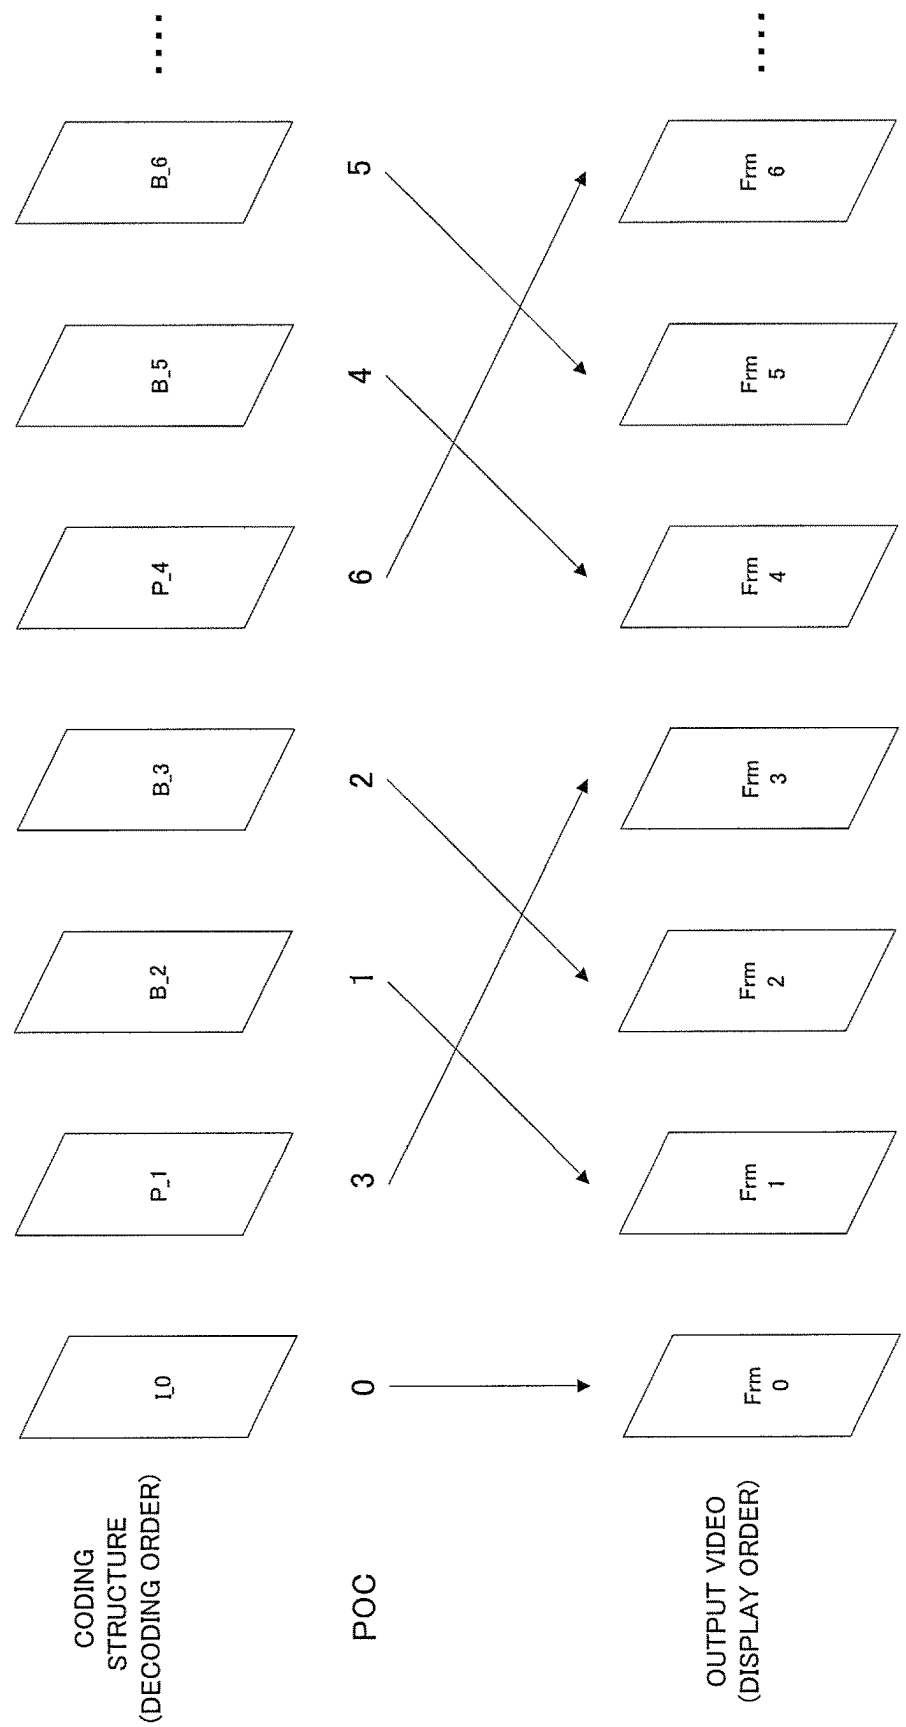 CODING
STRUCTURE
(DECODING ORDER)
I_0
P_1
B_2
B_3
P_4
B_5
B_6
....
POC
0
3
1
2
6
4
5
OUTPUT VIDEO
(DISPLAY ORDER)
Frm
0
Frm
1
Frm
2
Frm
3
Frm
4
Frm
5
Frm
6
....